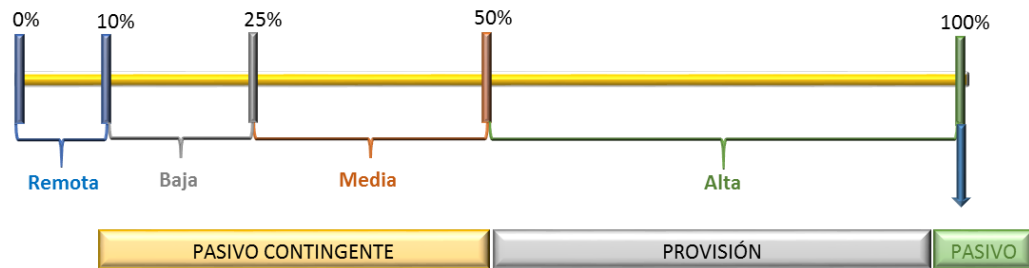 0% 10% 25% 50% 100%
Remota Baja Media Alta
PASIVO CONTINGENTE PROVISIÓN PASIVO